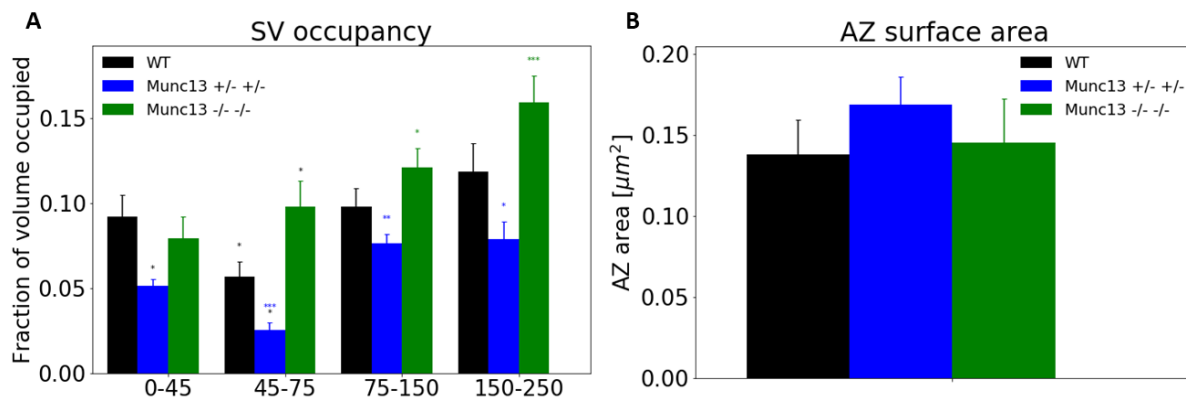 A
SV occupancy
WT
Munc13 +/- +/-
Munc13 -/- -/-
Fraction of volume occupied
0.15
0.10
0.05
0.00
*
*
***
*
*
**
*
*
***
0-45
45-75
75-150
150-250
B
AZ surface area
WT
Munc13 +/- +/-
Munc13 -/- -/-
AZ area [μm²]
0.20
0.15
0.10
0.05
0.00